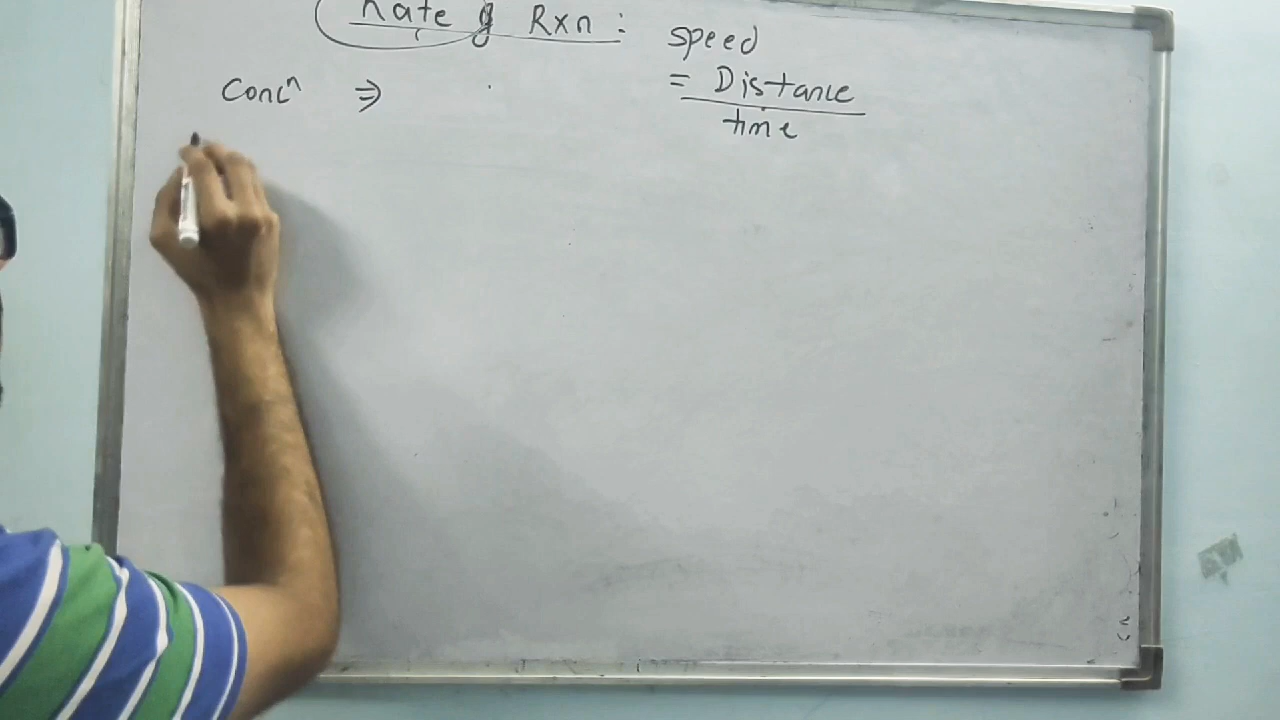 Rate of Rxn :
speed
= Distance
time
Concⁿ ⇒